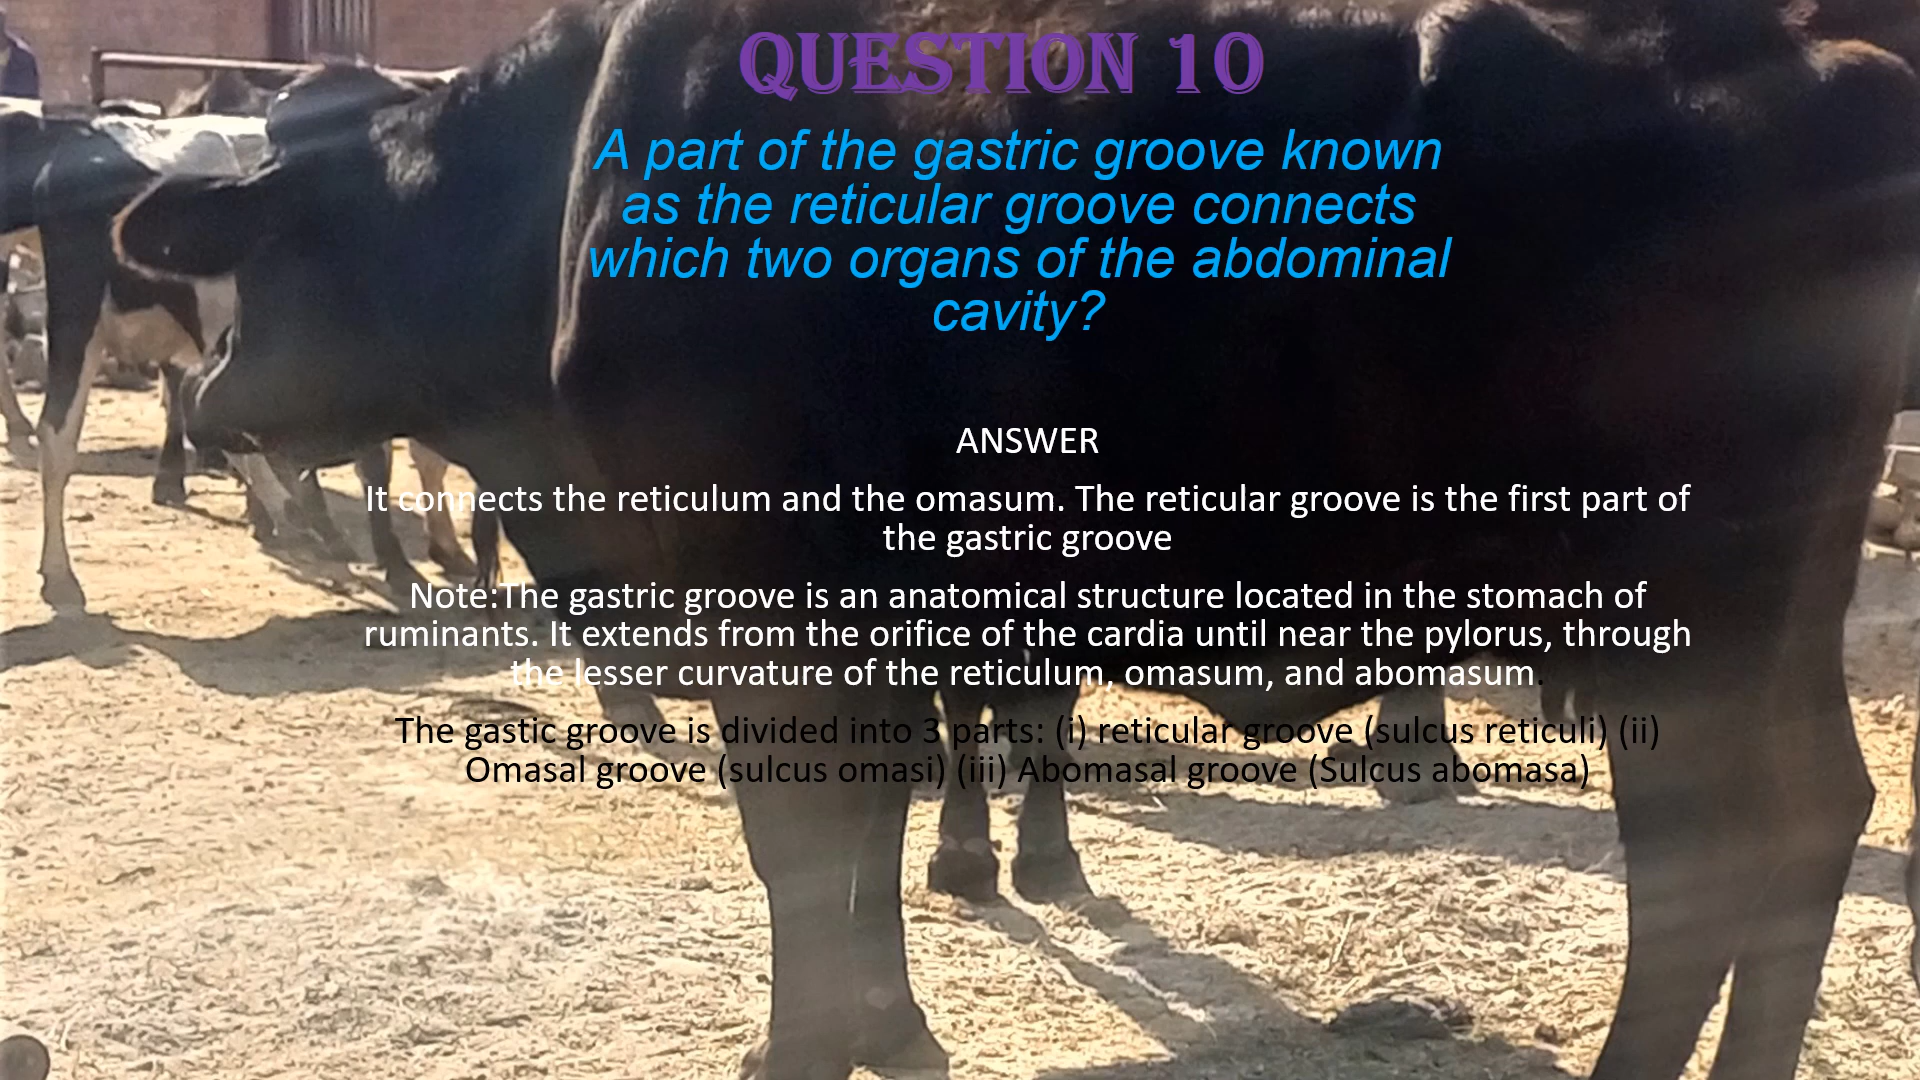 QUESTION 10
A part of the gastric groove known
as the reticular groove connects
which two organs of the abdominal
cavity?
ANSWER
It connects the reticulum and the omasum. The reticular groove is the first part of
the gastric groove
Note:The gastric groove is an anatomical structure located in the stomach of
ruminants. It extends from the orifice of the cardia until near the pylorus, through
the lesser curvature of the reticulum, omasum, and abomasum.
The gastic groove is divided into 3 parts: (i) reticular groove (sulcus reticuli) (ii)
Omasal groove (sulcus omasi) (iii) Abomasal groove (Sulcus abomasa)